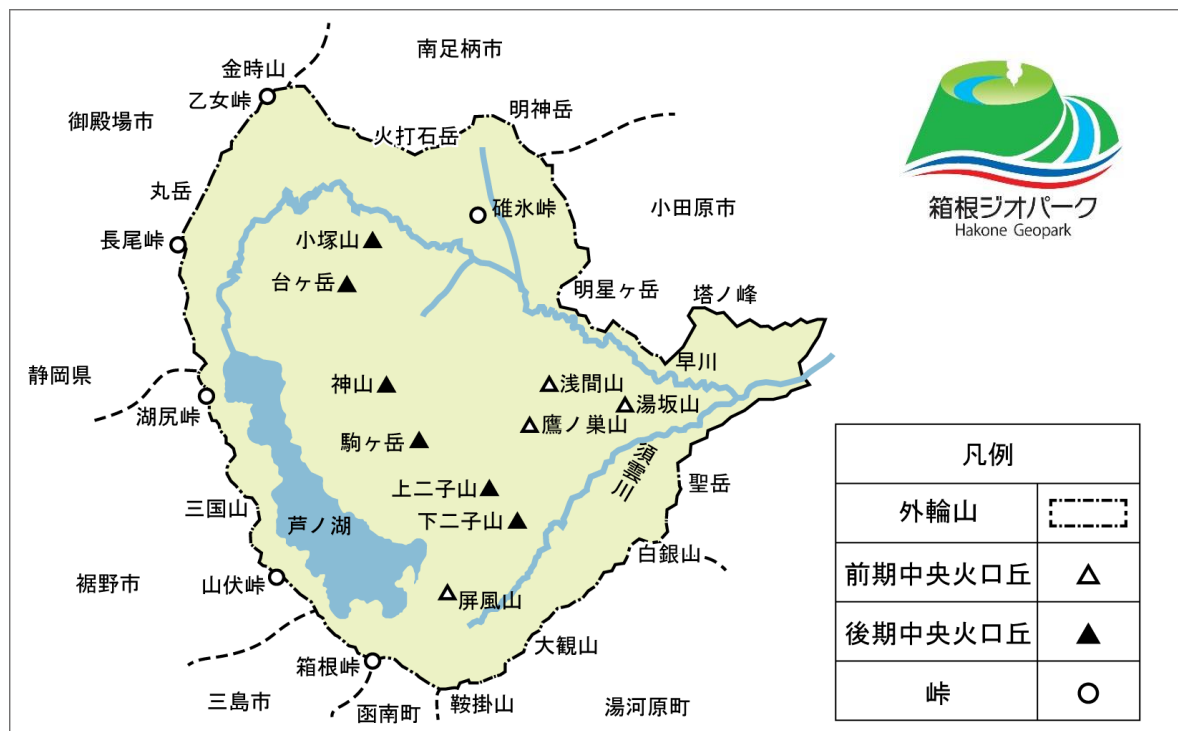 南足柄市
金時山
乙女峠
御殿場市
明神岳
火打石岳
丸岳
碓氷峠
小田原市
長尾峠
小塚山
台ヶ岳
明星ヶ岳
塔ノ峰
早川
静岡県
湖尻峠
神山
浅間山
湯坂山
鷹ノ巣山
駒ヶ岳
須雲川
聖岳
上二子山
三国山
芦ノ湖
下二子山
白銀山
裾野市
山伏峠
屏風山
大観山
箱根峠
三島市
函南町
鞍掛山
湯河原町
箱根ジオパーク
Hakone Geopark
凡例
外輪山
前期中央火口丘
後期中央火口丘
峠